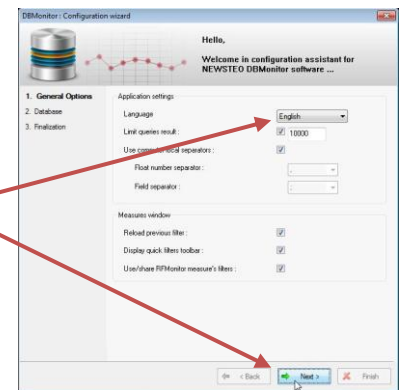 DBMonitor : Configuration wizard
Hello,
Welcome in configuration assistant for
NEWSTEO DBMonitor software ...
1. General Options
2. Database
3. Finalization
Application settings
Language
English
Limit queries result :
10000
Use computer local separators :
Float number separator :
Field separator :
Measures window
Reload previous filter :
Display quick filters toolbar :
Use/share RFMonitor measure's filters :
< Back
Next >
Finish